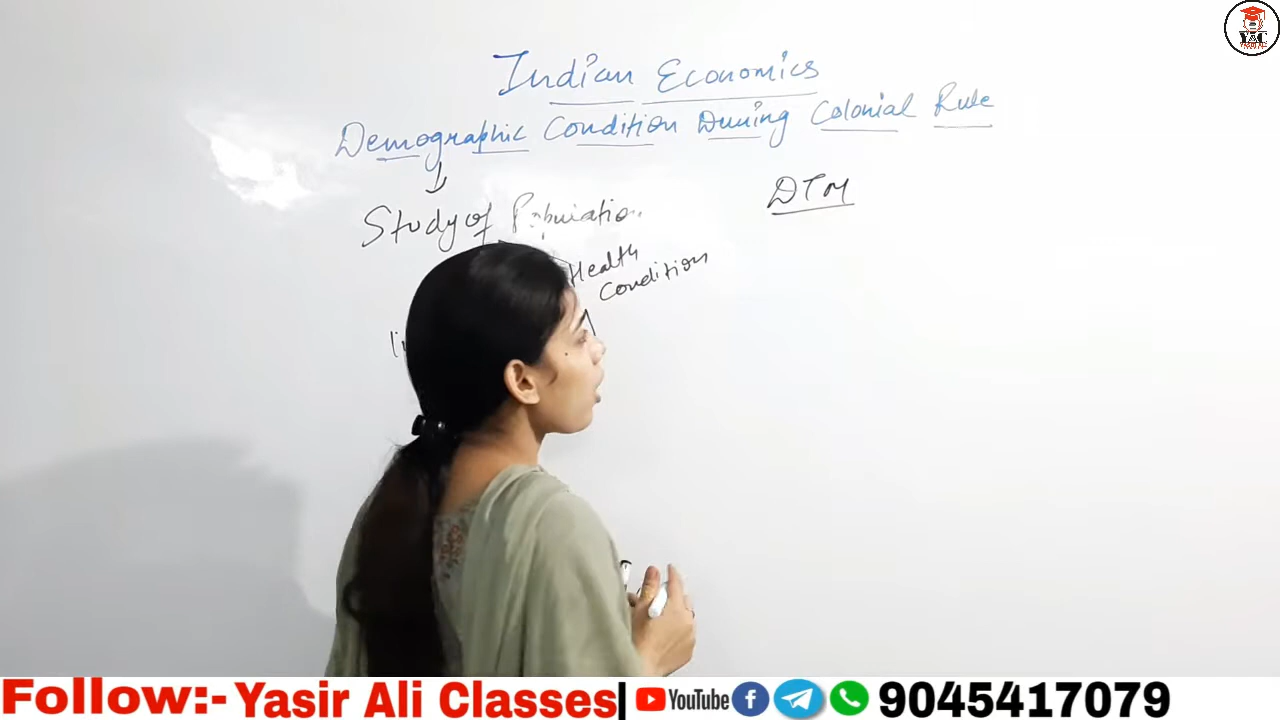 Indian Economics
Demographic Condition During Colonial Rule
DTM
Study of Population
Health
Condition
Follow:- Yasir Ali Classes| YouTube 9045417079